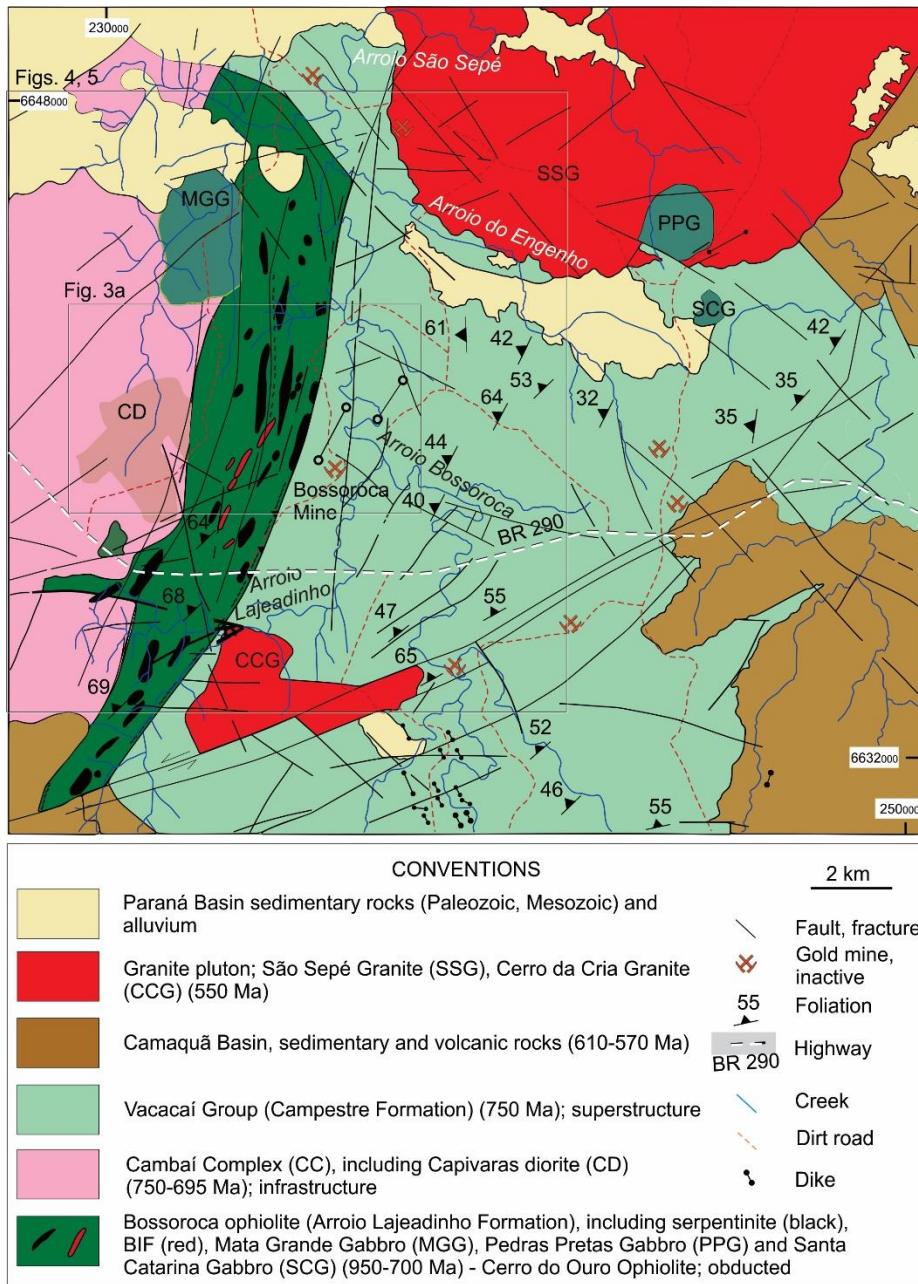 230000
Arroio São Sepé
Figs. 4, 5
6648000
SSG
MGG
PPG
Arroio do Engenho
Fig. 3a
SCG
61
42
42
53
35
CD
64
32
35
44
Arroio Bossoroca
Bossoroca
Mine
40
64
BR 290
Arroio
Lajeadinho
68
47
55
CCG
65
69
52
6632000
46
55
250000
CONVENTIONS
Paraná Basin sedimentary rocks (Paleozoic, Mesozoic) and
alluvium
Granite pluton; São Sepé Granite (SSG), Cerro da Cria Granite
(CCG) (550 Ma)
Camaquã Basin, sedimentary and volcanic rocks (610-570 Ma)
Vacacaí Group (Campestre Formation) (750 Ma); superstructure
Cambaí Complex (CC), including Capivaras diorite (CD)
(750-695 Ma); infrastructure
Bossoroca ophiolite (Arroio Lajeadinho Formation), including serpentinite (black),
BIF (red), Mata Grande Gabbro (MGG), Pedras Pretas Gabbro (PPG) and Santa
Catarina Gabbro (SCG) (950-700 Ma) - Cerro do Ouro Ophiolite; obducted
2 km
Fault, fracture
Gold mine,
inactive
55
Foliation
Highway
BR 290
Creek
Dirt road
Dike